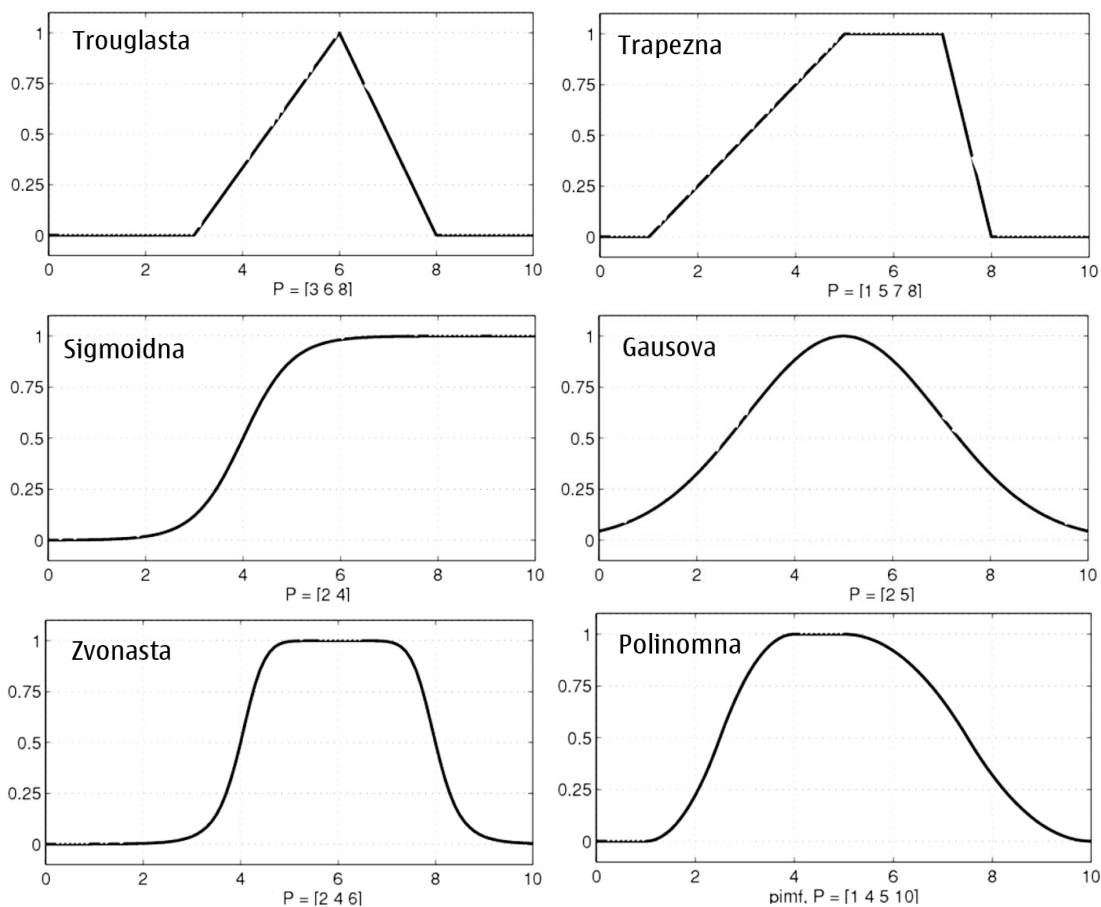 Trouglasta
1
0.75
0.5
0.25
0
0 2 4 6 8 10
P = [3 6 8]
Trapezna
1
0.75
0.5
0.25
0
0 2 4 6 8 10
P = [1 5 7 8]
Sigmoidna
1
0.75
0.5
0.25
0
0 2 4 6 8 10
P = [2 4]
Gausova
1
0.75
0.5
0.25
0
0 2 4 6 8 10
P = [2 5]
Zvonasta
1
0.75
0.5
0.25
0
0 2 4 6 8 10
P = [2 4 6]
Polinomna
1
0.75
0.5
0.25
0
0 2 4 6 8 10
pimf, P = [1 4 5 10]